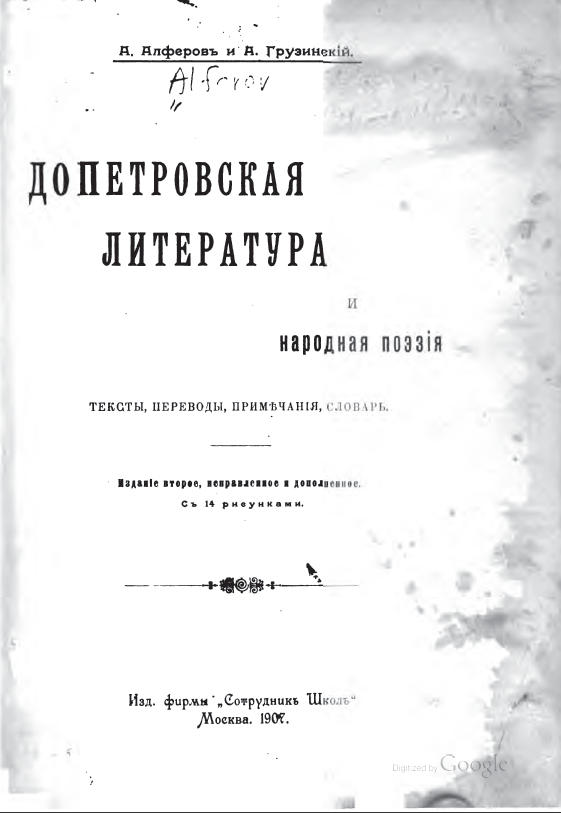 А. Алферовъ и А. Грузинскій.
Alferov
ДОПЕТРОВСКАЯ
ЛИТЕРАТУРА
И
народная поэзія
ТЕКСТЫ, ПЕРЕВОДЫ, ПРИМѢЧАНІЯ, СЛОВАРЬ.
Изданіе второе, исправленное и дополненное.
Съ 14 рисунками.
Изд. фирмы „Сотрудникъ Школъ“
Москва. 1907.
Digitized by Google